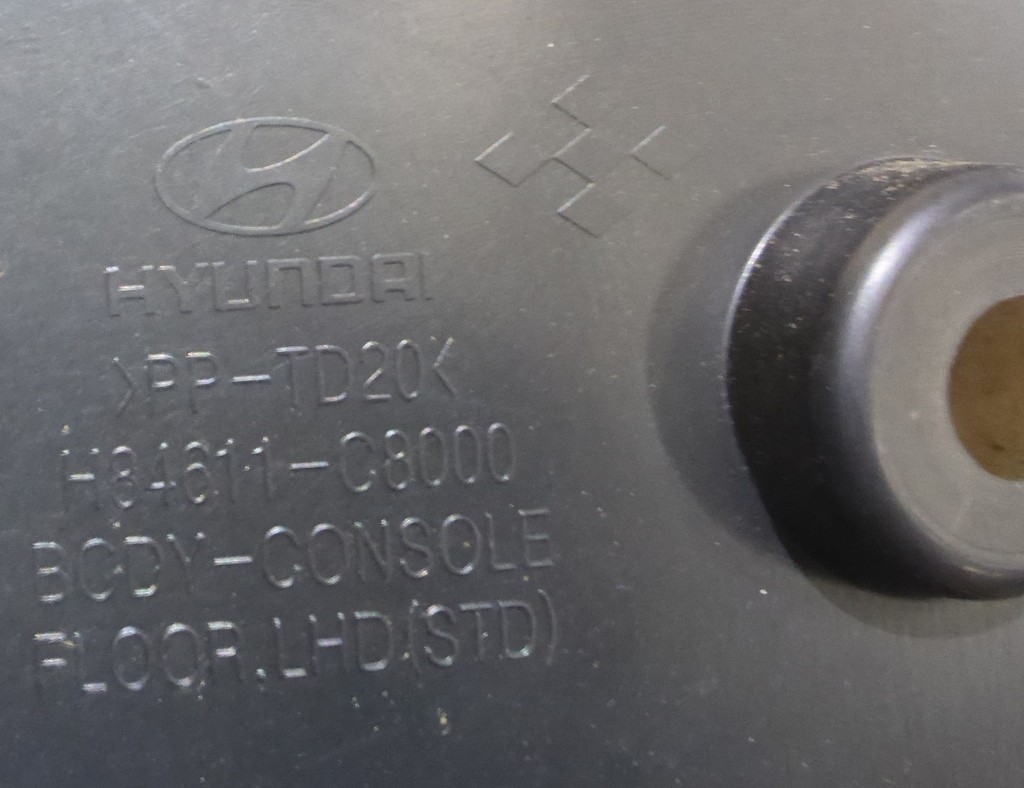 HYUNDAI
>PP-TD20<
H84611-C8000
BODY-CONSOLE
FLOOR.LHD(STD)